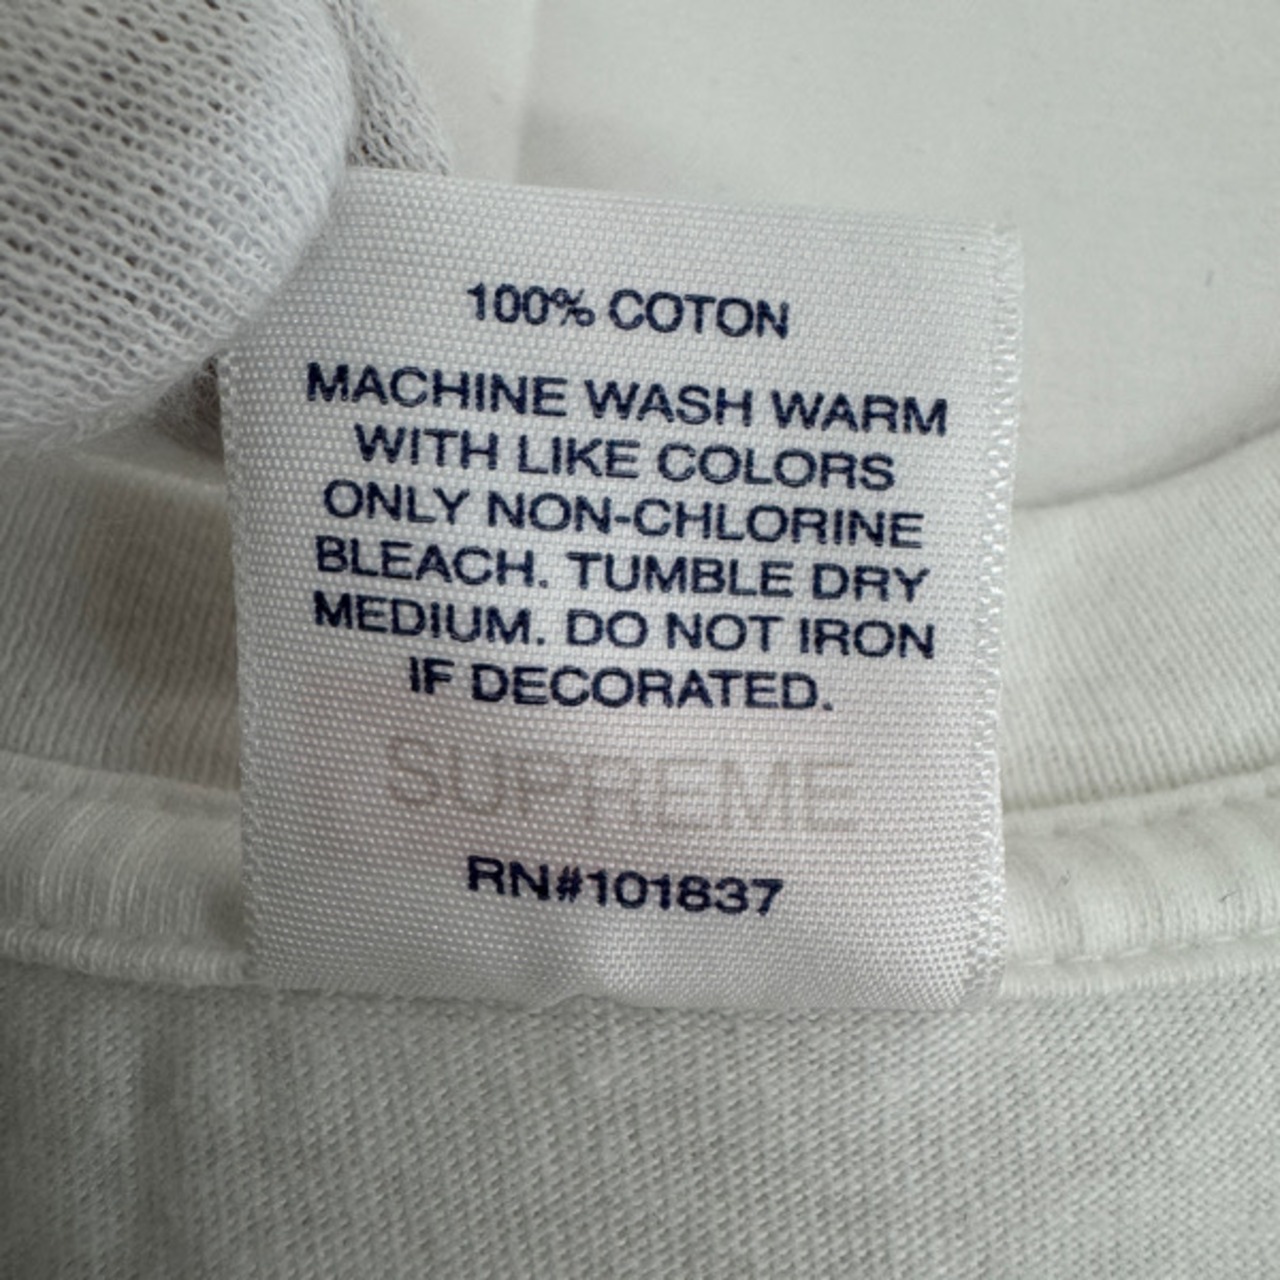 100% COTON
MACHINE WASH WARM
WITH LIKE COLORS
ONLY NON-CHLORINE
BLEACH. TUMBLE DRY
MEDIUM. DO NOT IRON
IF DECORATED.
SUPREME
RN#101837